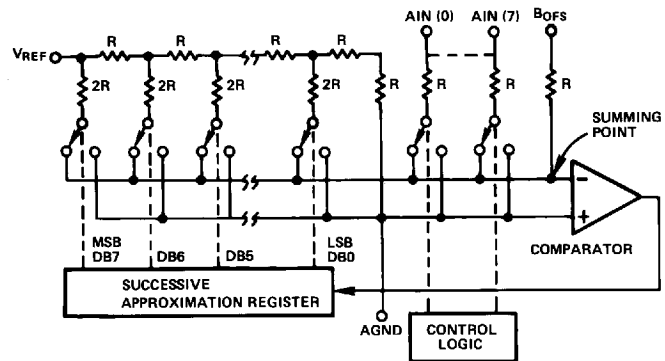 AIN (0) AIN (7) BOFS
VREF R R R R
2R 2R 2R 2R R R R R
SUMMING
POINT
−
+
COMPARATOR
MSB
DB7 DB6 DB5 LSB
DB0
SUCCESSIVE
APPROXIMATION REGISTER
AGND
CONTROL
LOGIC